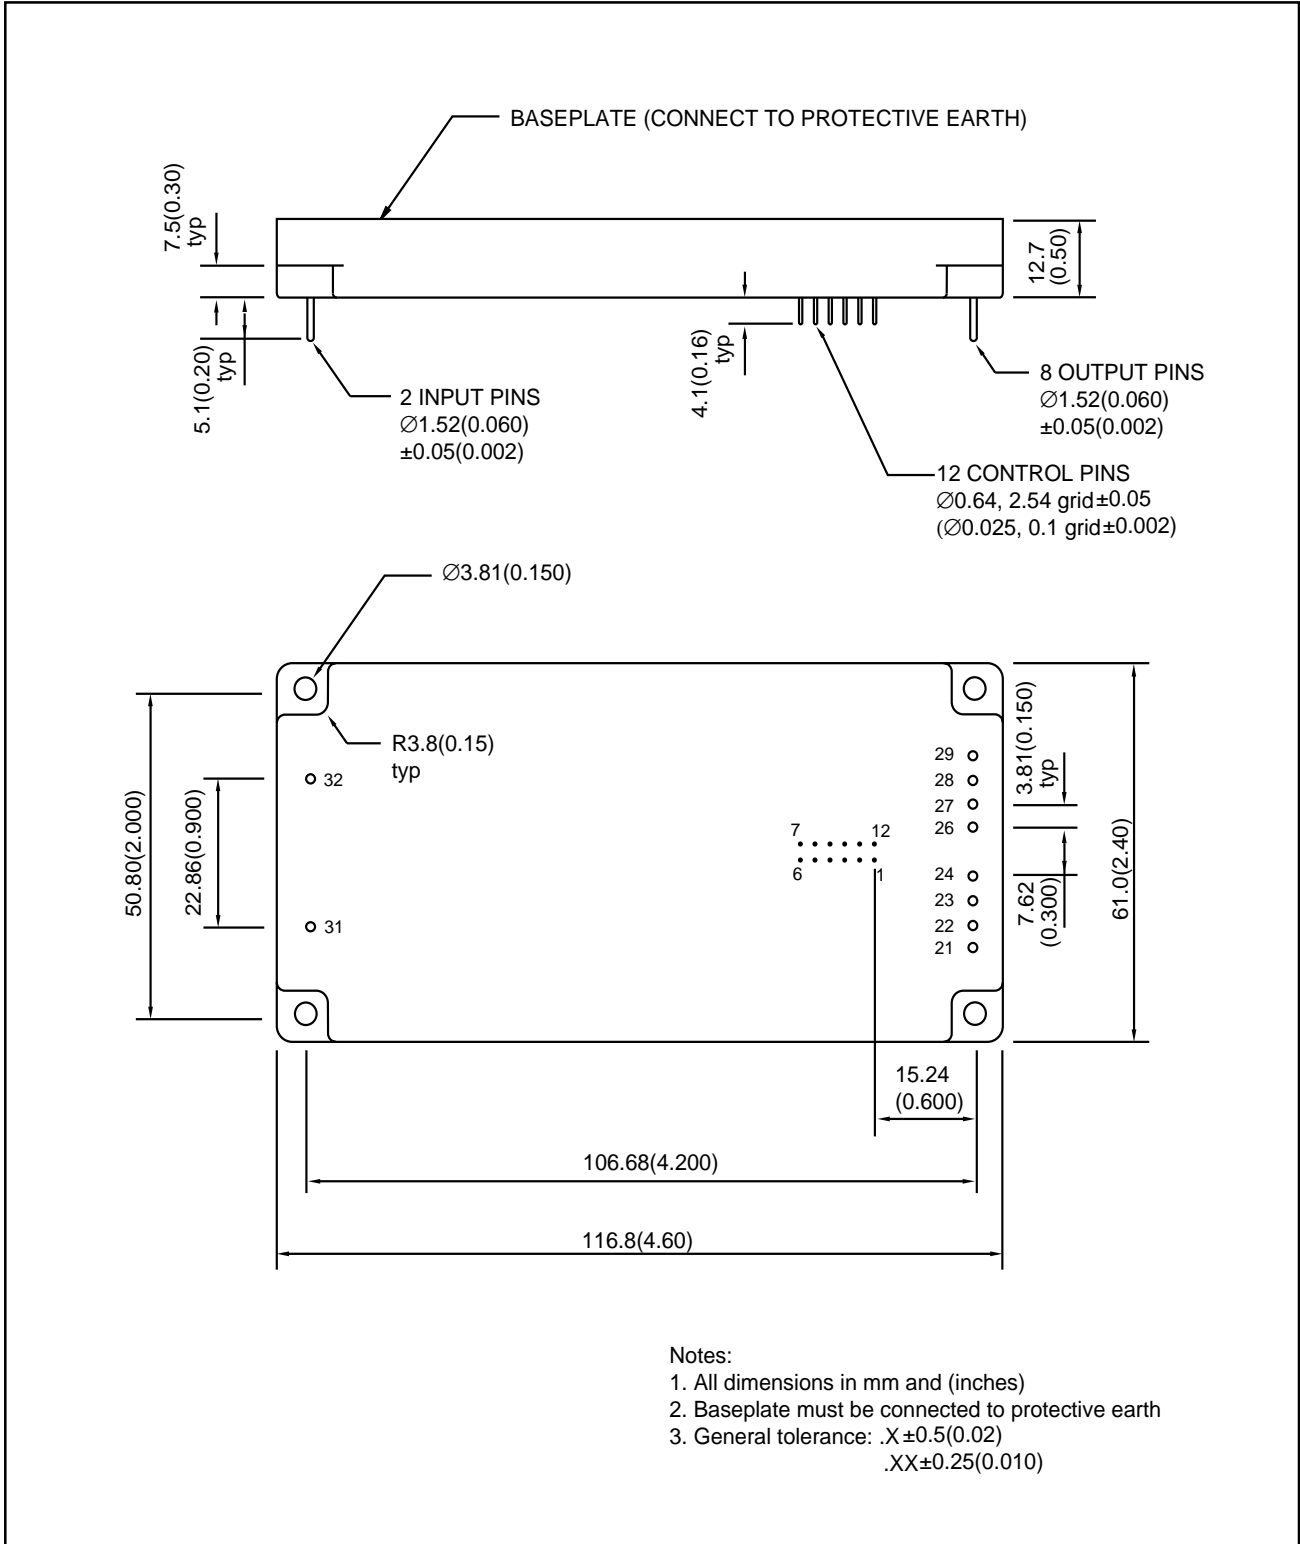 BASEPLATE (CONNECT TO PROTECTIVE EARTH)
7.5(0.30)
typ
12.7
(0.50)
5.1(0.20)
typ
4.1(0.16)
typ
2 INPUT PINS
∅1.52(0.060)
±0.05(0.002)
8 OUTPUT PINS
∅1.52(0.060)
±0.05(0.002)
12 CONTROL PINS
∅0.64, 2.54 grid±0.05
(∅0.025, 0.1 grid±0.002)
∅3.81(0.150)
R3.8(0.15)
typ
50.80(2.000)
22.86(0.900)
32
31
7
12
6
1
29
28
27
26
24
23
22
21
3.81(0.150)
typ
7.62
(0.300)
61.0(2.40)
15.24
(0.600)
106.68(4.200)
116.8(4.60)
Notes:
1. All dimensions in mm and (inches)
2. Baseplate must be connected to protective earth
3. General tolerance: .X±0.5(0.02)
.XX±0.25(0.010)